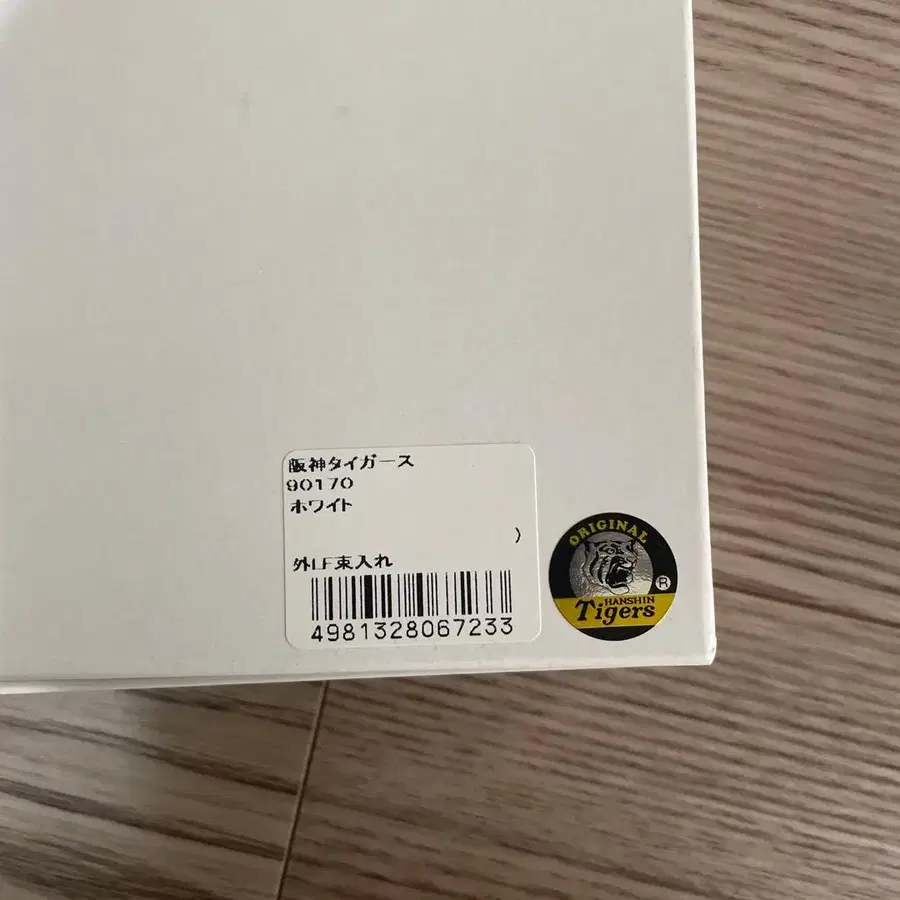 阪神タイガース
90170
ホワイト
)
外LF束入れ
4981328067233
ORIGINAL
HANSHIN
Tigers
®